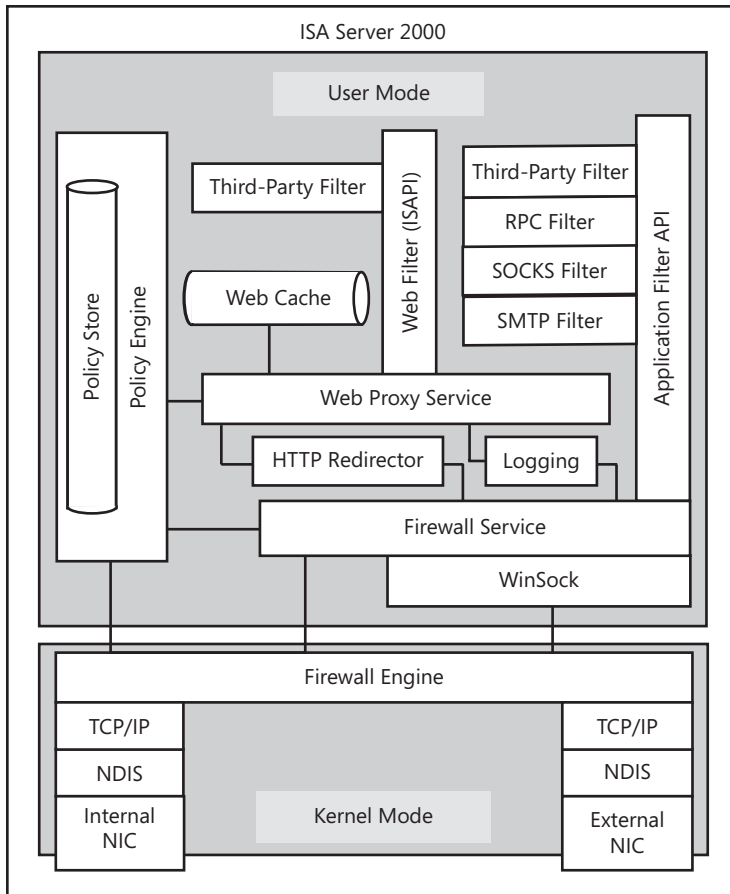 ISA Server 2000
User Mode
Policy Store
Policy Engine
Third-Party Filter
Web Filter (ISAPI)
Third-Party Filter
RPC Filter
SOCKS Filter
SMTP Filter
Application Filter API
Web Cache
Web Proxy Service
HTTP Redirector
Logging
Firewall Service
WinSock
Firewall Engine
TCP/IP
NDIS
Internal
NIC
Kernel Mode
TCP/IP
NDIS
External
NIC